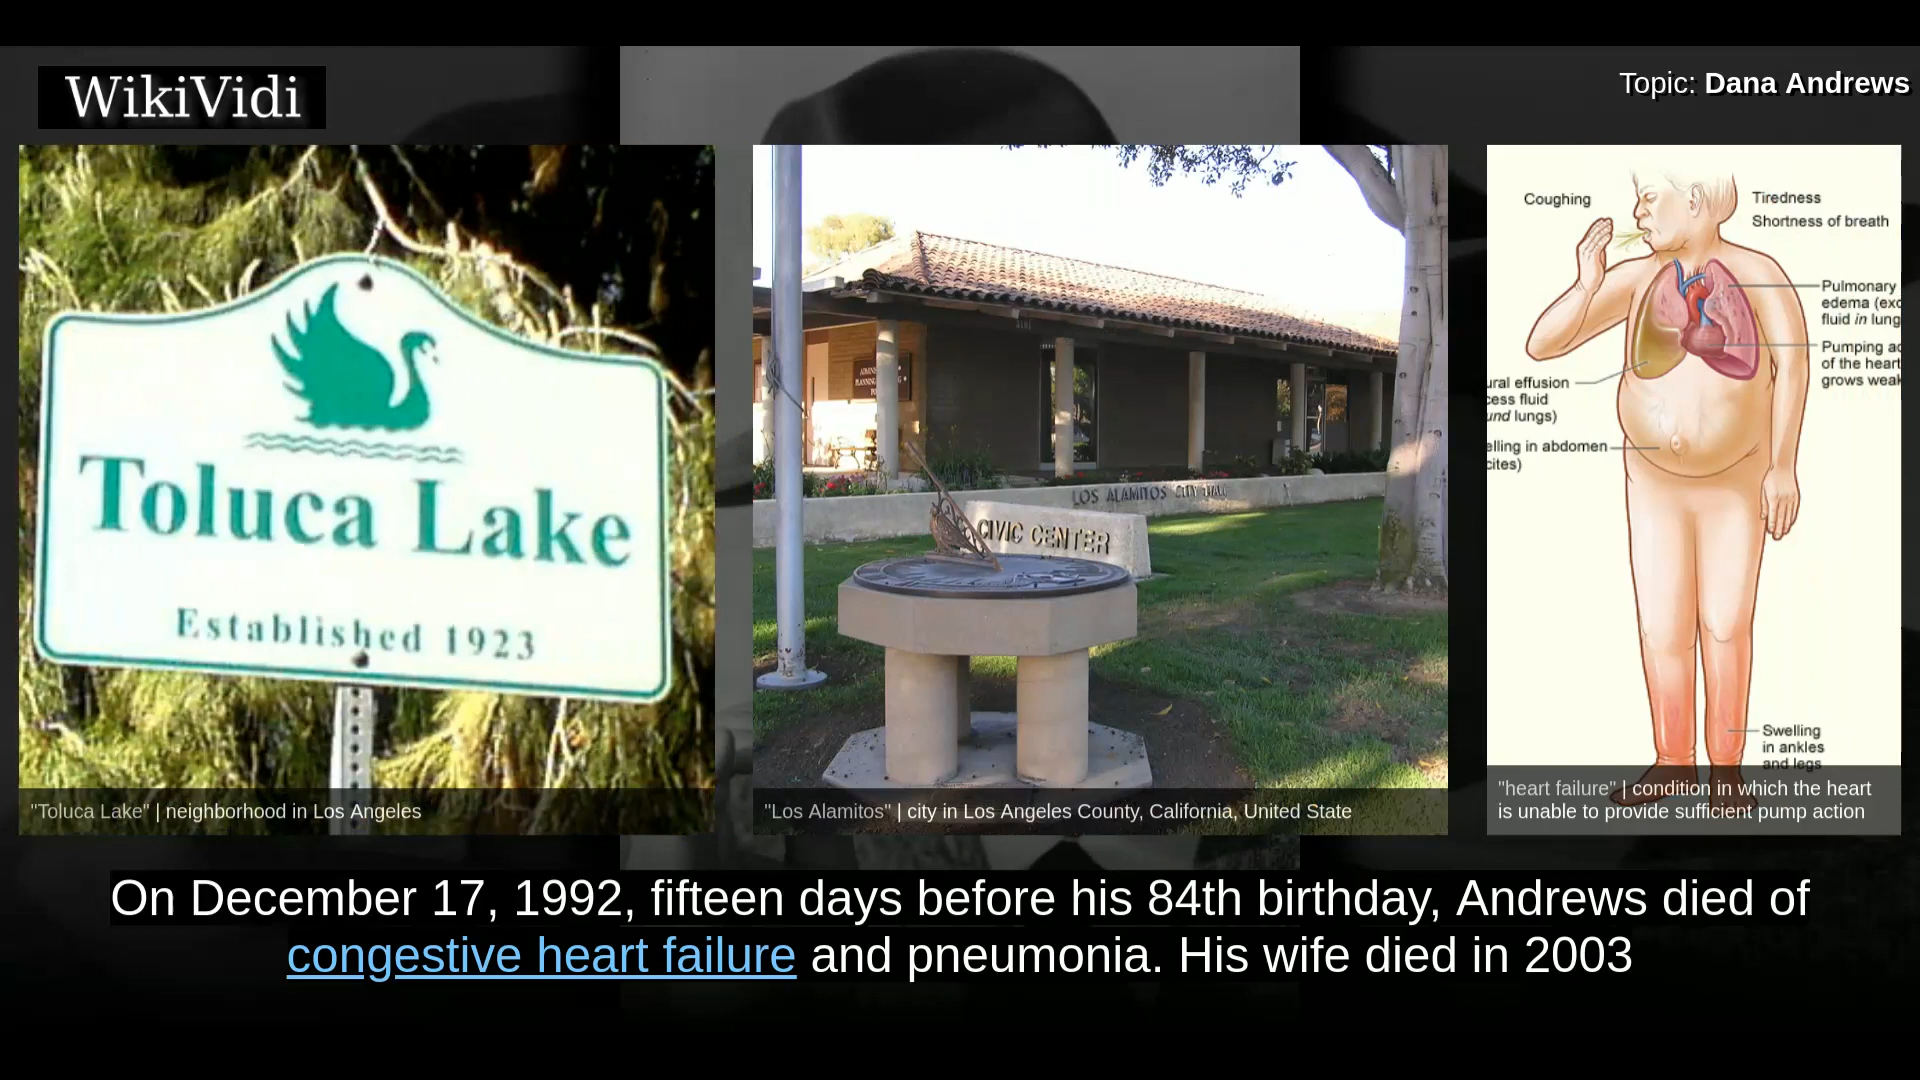 WikiVidi
Topic: Dana Andrews
Toluca Lake
Established 1923
"Toluca Lake" | neighborhood in Los Angeles
LOS ALAMITOS CITY HALL
CIVIC CENTER
"Los Alamitos" | city in Los Angeles County, California, United State
Coughing
Tiredness
Shortness of breath
Pulmonary
edema (exc
fluid in lung
Pumping ac
of the heart
grows weak
ural effusion
cess fluid
und lungs)
elling in abdomen
cites)
Swelling
in ankles
and legs
"heart failure" | condition in which the heart
is unable to provide sufficient pump action
On December 17, 1992, fifteen days before his 84th birthday, Andrews died of
congestive heart failure and pneumonia. His wife died in 2003